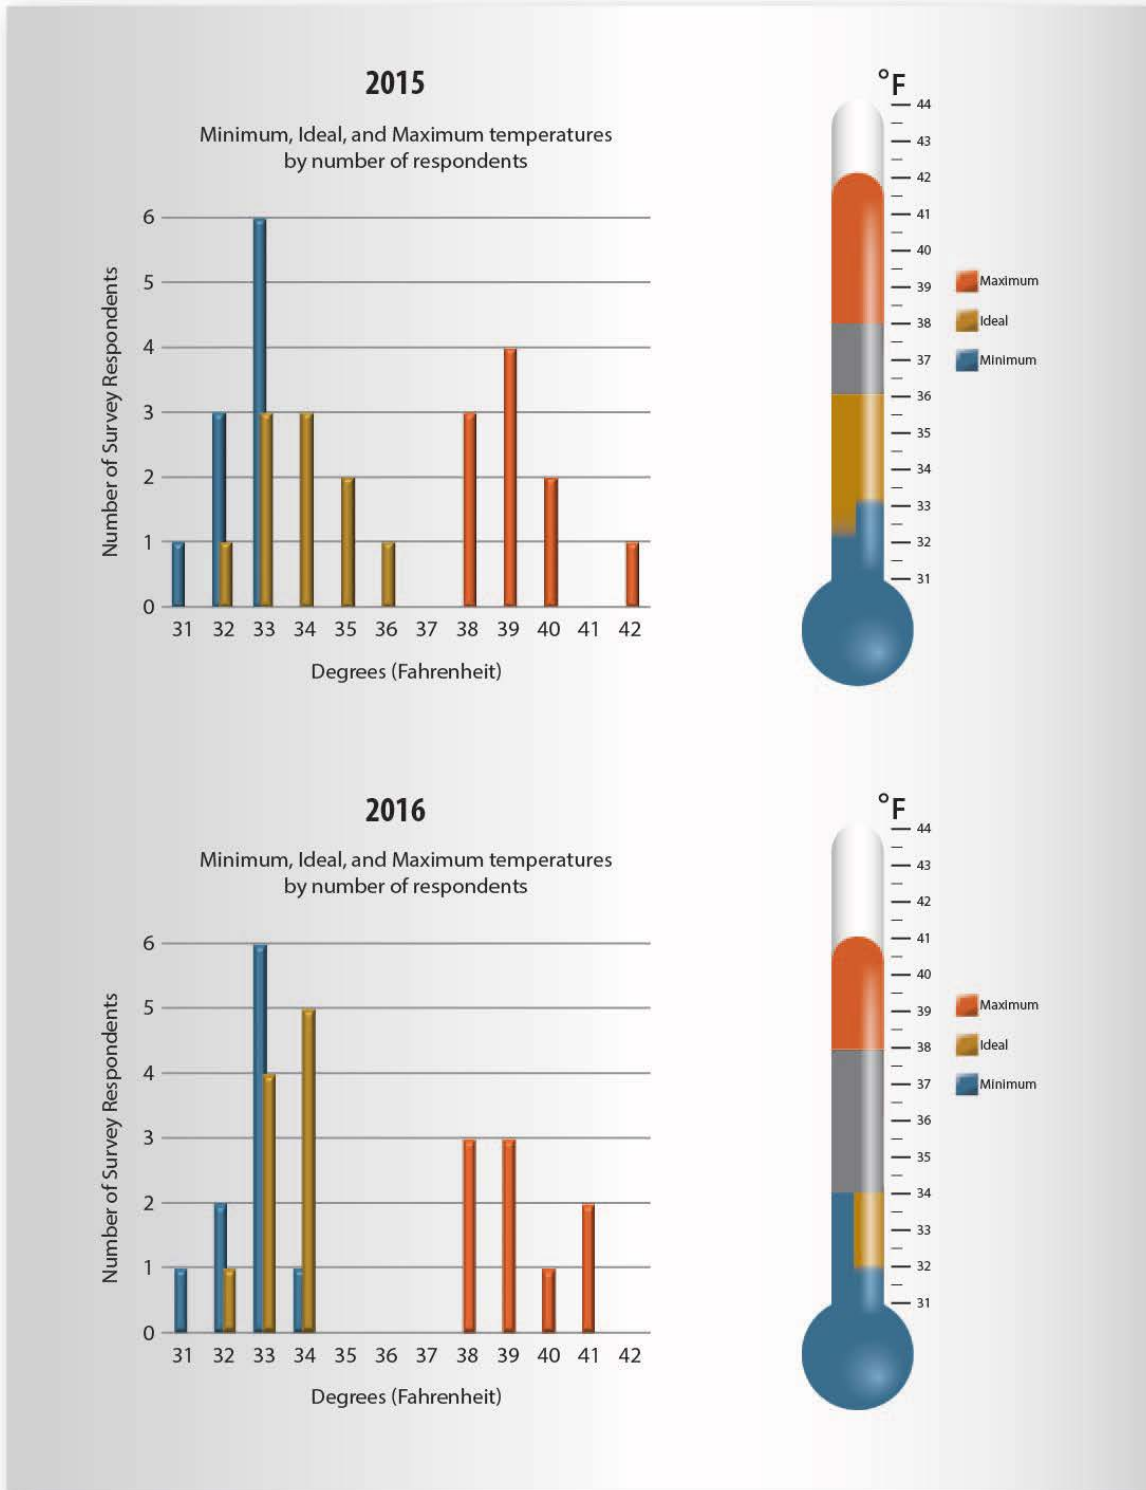 2015
Minimum, Ideal, and Maximum temperatures
by number of respondents
Number of Survey Respondents
6
5
4
3
2
1
0
31 32 33 34 35 36 37 38 39 40 41 42
Degrees (Fahrenheit)
°F
44
43
42
41
40
39
38
37
36
35
34
33
32
31
Maximum
Ideal
Minimum
2016
Minimum, Ideal, and Maximum temperatures
by number of respondents
Number of Survey Respondents
6
5
4
3
2
1
0
31 32 33 34 35 36 37 38 39 40 41 42
Degrees (Fahrenheit)
°F
44
43
42
41
40
39
38
37
36
35
34
33
32
31
Maximum
Ideal
Minimum